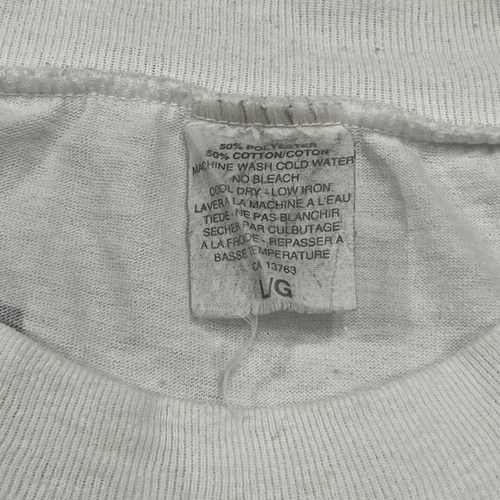 50% POLYESTER
50% COTTON/COTON
MACHINE WASH COLD WATER
NO BLEACH
COOL DRY - LOW IRON
LAVER A LA MACHINE A L'EAU
TIEDE - NE PAS BLANCHIR
SECHER PAR CULBUTAGE
A LA FROIDE - REPASSER A
BASSE TEMPERATURE
CA 13763
L/G